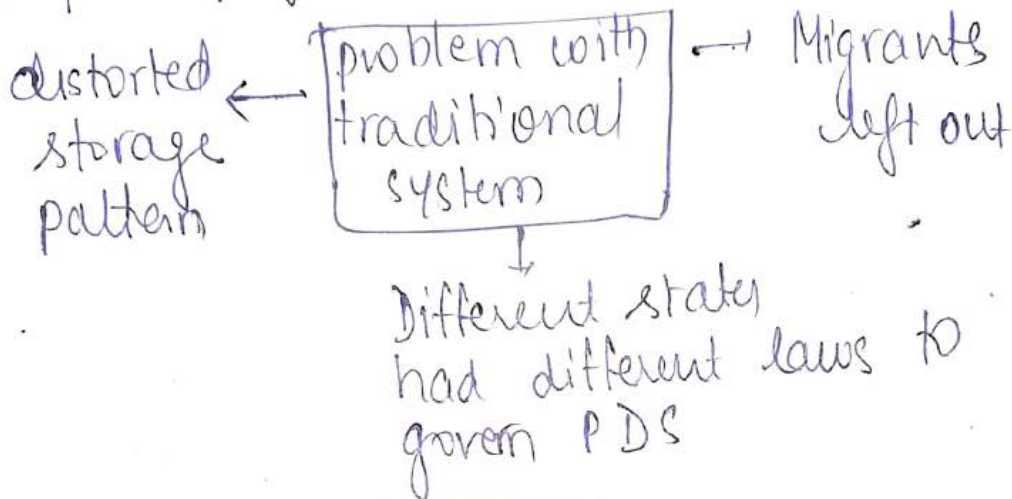 distorted
storage
pattern
problem with
traditional
system
Migrants
left out
Different states
had different laws to
govern PDS